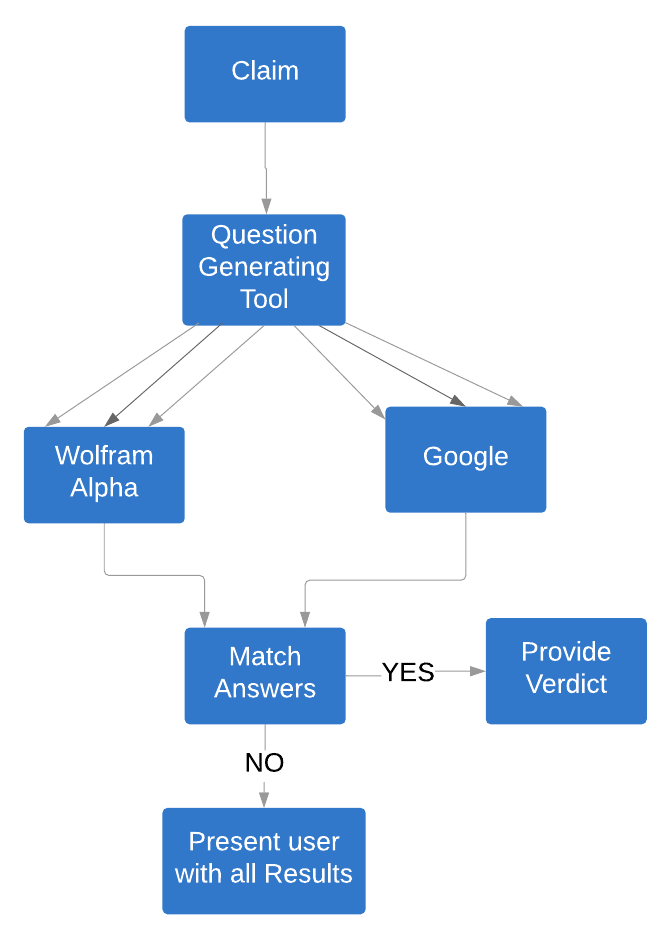 Claim
Question
Generating
Tool
Wolfram
Alpha
Google
Match
Answers
YES
Provide
Verdict
NO
Present user
with all Results